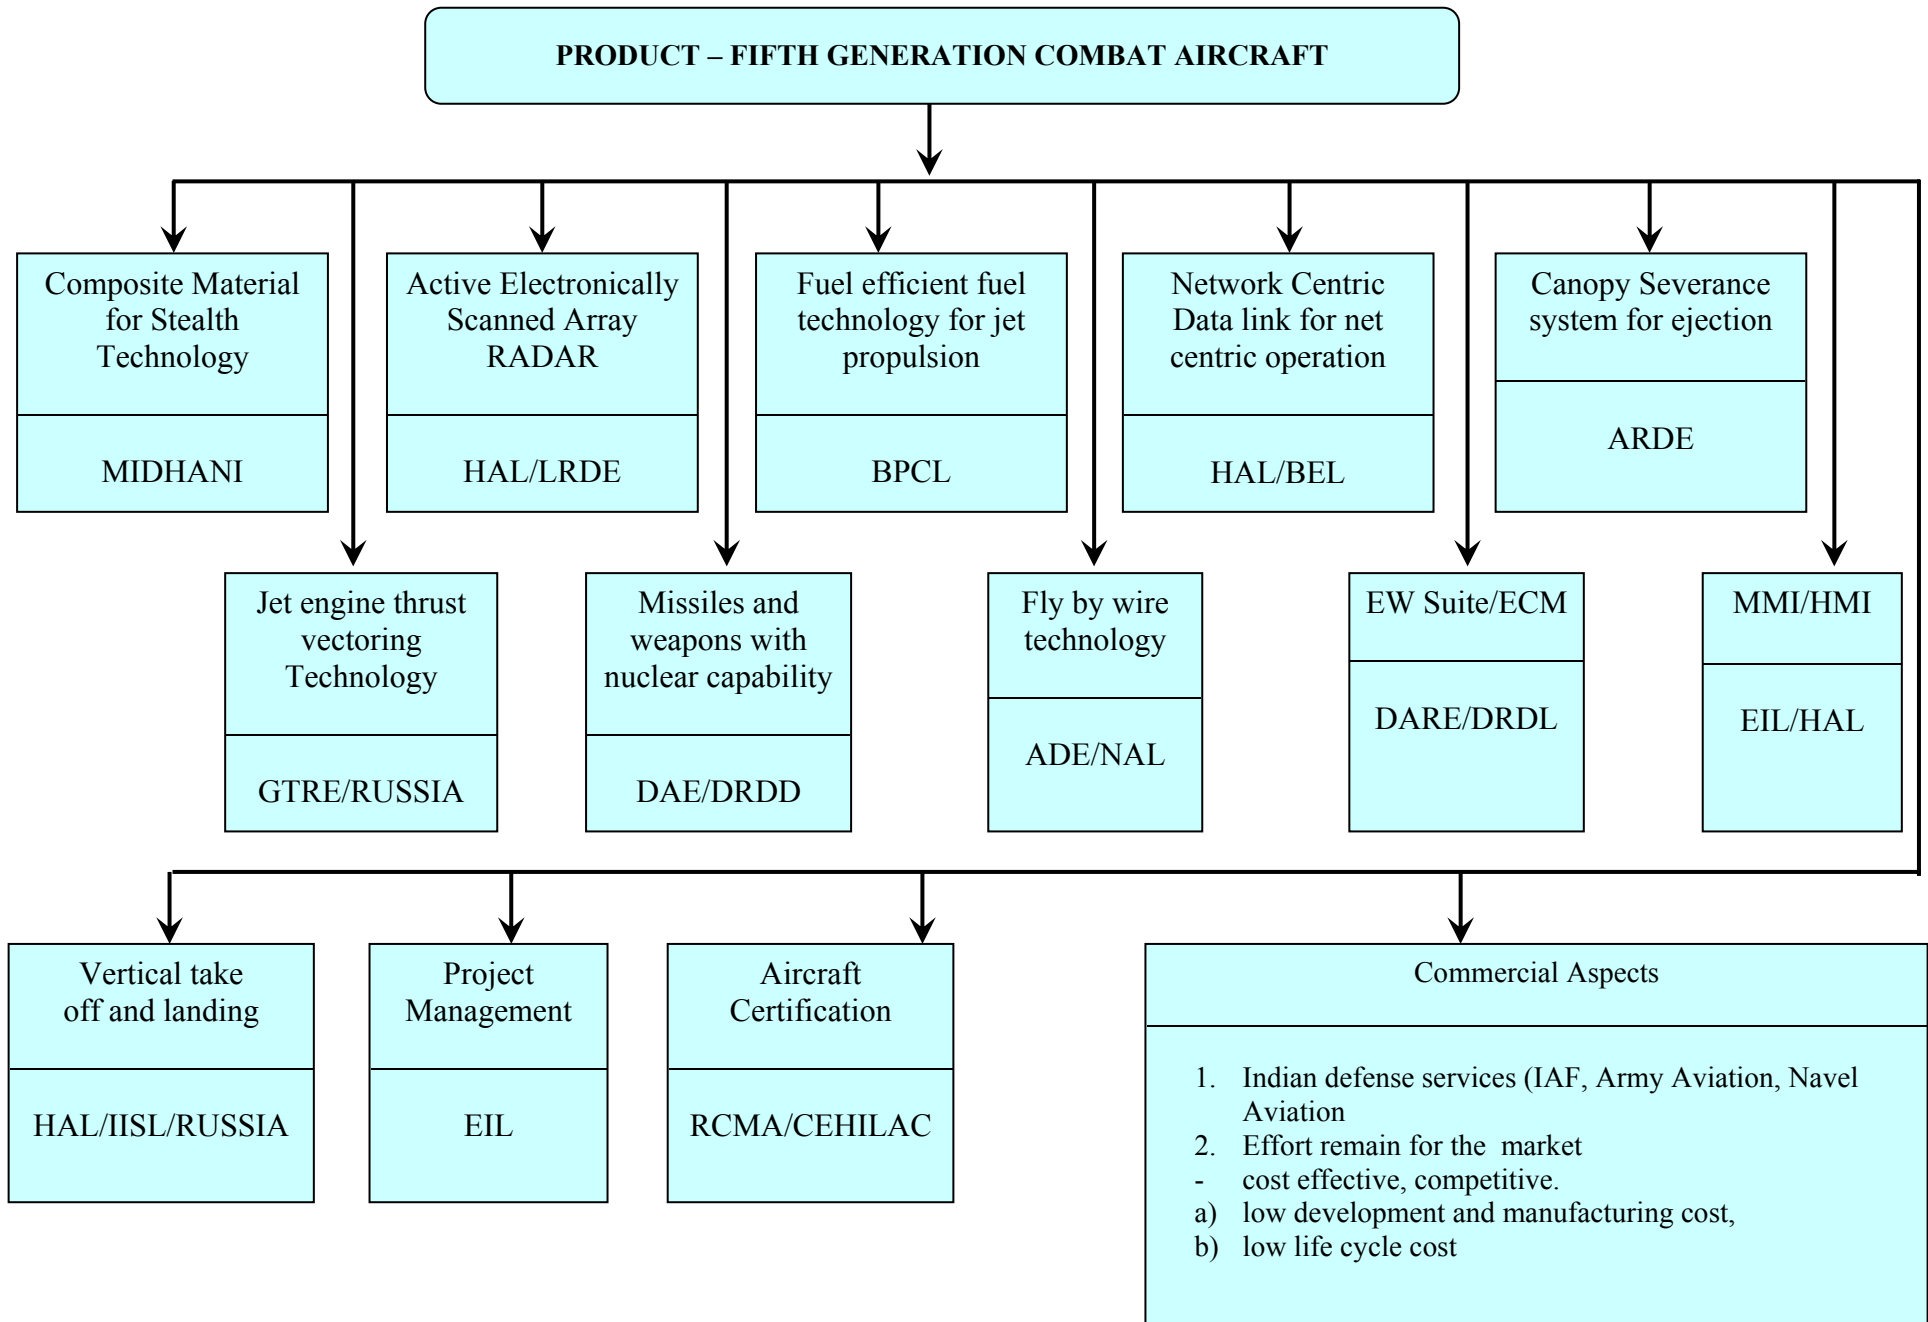 PRODUCT – FIFTH GENERATION COMBAT AIRCRAFT
Composite Material
for Stealth
Technology
MIDHANI
Active Electronically
Scanned Array
RADAR
HAL/LRDE
Fuel efficient fuel
technology for jet
propulsion
BPCL
Network Centric
Data link for net
centric operation
HAL/BEL
Canopy Severance
system for ejection
ARDE
Jet engine thrust
vectoring
Technology
GTRE/RUSSIA
Missiles and
weapons with
nuclear capability
DAE/DRDD
Fly by wire
technology
ADE/NAL
EW Suite/ECM
DARE/DRDL
MMI/HMI
EIL/HAL
Vertical take
off and landing
HAL/IISL/RUSSIA
Project
Management
EIL
Aircraft
Certification
RCMA/CEHILAC
Commercial Aspects
1. Indian defense services (IAF, Army Aviation, Navel
Aviation
2. Effort remain for the market
- cost effective, competitive.
a) low development and manufacturing cost,
b) low life cycle cost